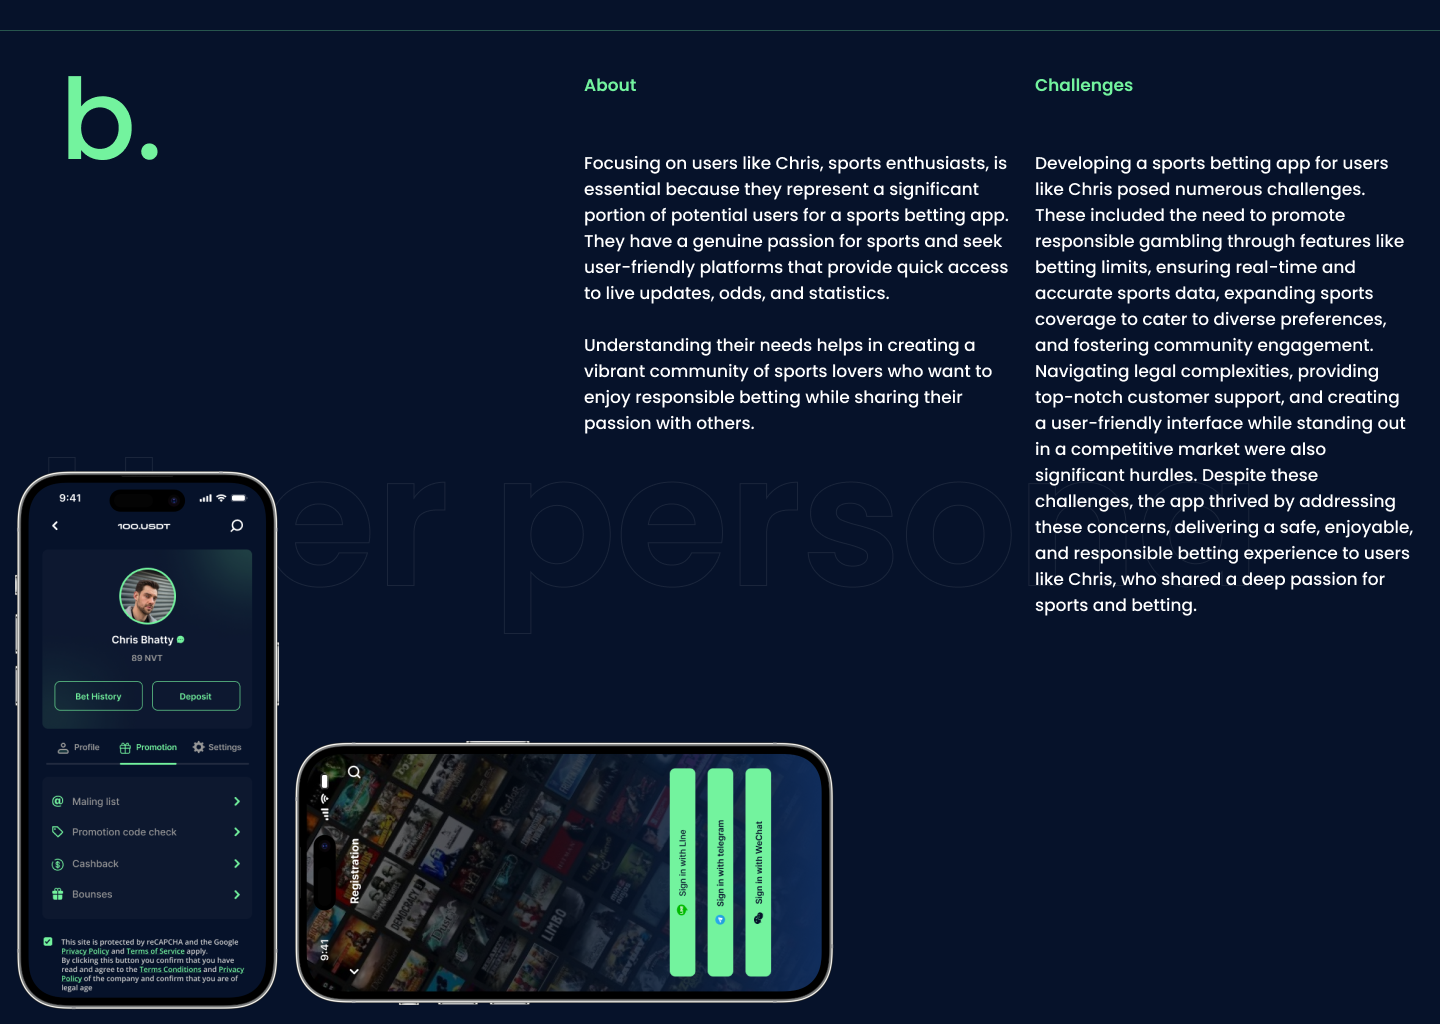 b.
About
Focusing on users like Chris, sports enthusiasts, is
essential because they represent a significant
portion of potential users for a sports betting app.
They have a genuine passion for sports and seek
user-friendly platforms that provide quick access
to live updates, odds, and statistics.
Understanding their needs helps in creating a
vibrant community of sports lovers who want to
enjoy responsible betting while sharing their
passion with others.
Challenges
Developing a sports betting app for users
like Chris posed numerous challenges.
These included the need to promote
responsible gambling through features like
betting limits, ensuring real-time and
accurate sports data, expanding sports
coverage to cater to diverse preferences,
and fostering community engagement.
Navigating legal complexities, providing
top-notch customer support, and creating
a user-friendly interface while standing out
in a competitive market were also
significant hurdles. Despite these
challenges, the app thrived by addressing
these concerns, delivering a safe, enjoyable,
and responsible betting experience to users
like Chris, who shared a deep passion for
sports and betting.
er persona
9:41
100.USDT
Chris Bhatty
89 NVT
Bet History
Deposit
Profile
Promotion
Settings
Maling list
Promotion code check
Cashback
Bounses
This site is protected by reCAPCHA and the Google
Privacy Policy and Terms of Service apply.
By clicking this button you confirm that you have
read and agree to the Terms Conditions and Privacy
Policy of the company and confirm that you are of
legal age
9:41
Registration
DEMOCRACY
LIMBO
Sign in with LIne
Sign in with telegram
Sign in with WeChat